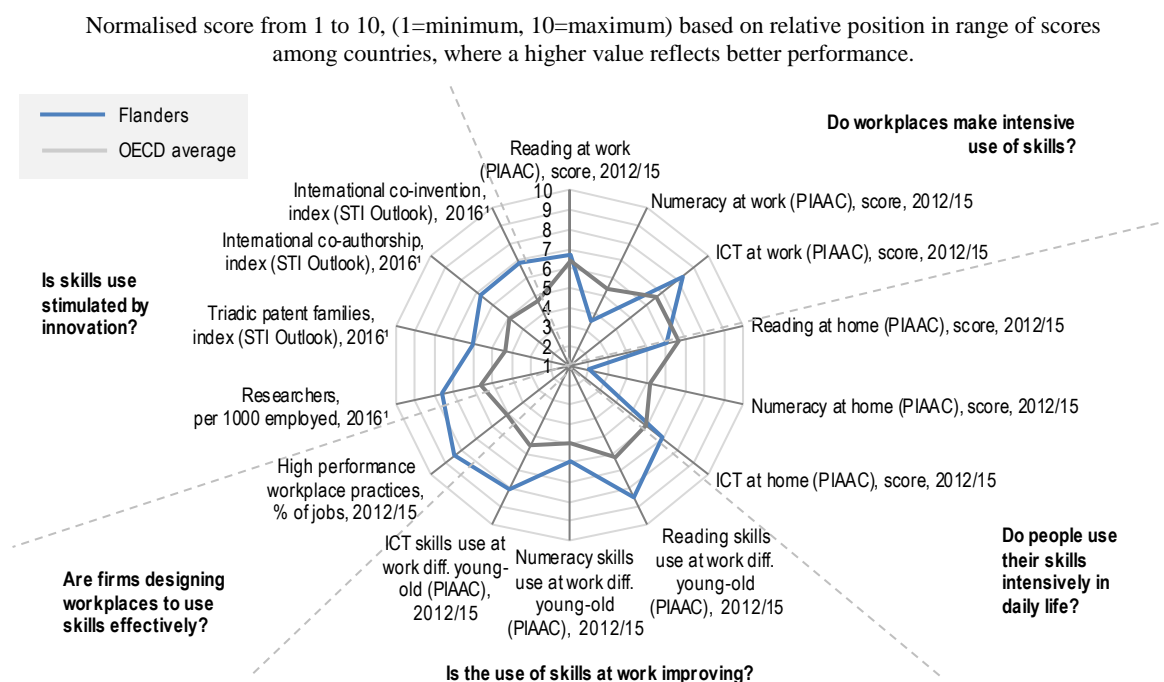 Normalised score from 1 to 10, (1=minimum, 10=maximum) based on relative position in range of scores
among countries, where a higher value reflects better performance.
Flanders
OECD average
Do workplaces make intensive
use of skills?
Reading at work
(PIAAC), score, 2012/15
International co-invention,
index (STI Outlook), 2016¹
Numeracy at work (PIAAC), score, 2012/15
International co-authorship,
index (STI Outlook), 2016¹
ICT at work (PIAAC), score, 2012/15
Is skills use
stimulated by
innovation?
Triadic patent families,
index (STI Outlook), 2016¹
Reading at home (PIAAC), score, 2012/15
10
9
8
7
6
5
4
3
2
1
Researchers,
per 1000 employed, 2016¹
Numeracy at home (PIAAC), score, 2012/15
High performance
workplace practices,
% of jobs, 2012/15
ICT at home (PIAAC), score, 2012/15
ICT skills use at
work diff. young-
old (PIAAC),
2012/15
Numeracy skills
use at work diff.
young-old
(PIAAC), 2012/15
Reading skills
use at work diff.
young-old
(PIAAC), 2012/15
Do people use
their skills
intensively in
daily life?
Are firms designing
workplaces to use
skills effectively?
Is the use of skills at work improving?